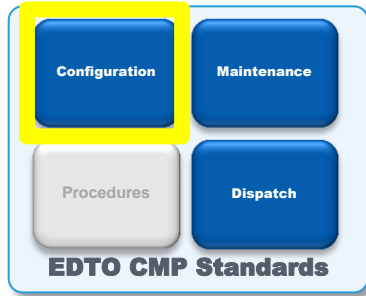 Configuration
Maintenance
Procedures
Dispatch
EDTO CMP Standards